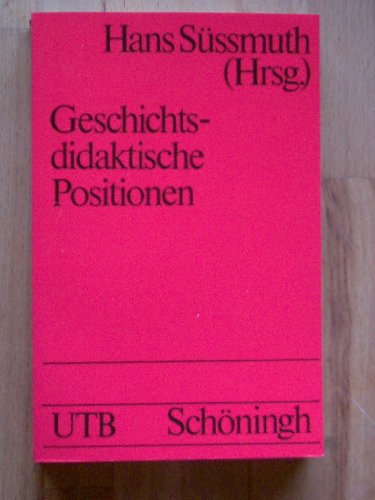 Hans Süssmuth
(Hrsg.)
Geschichts-
didaktische
Positionen
UTB Schöningh